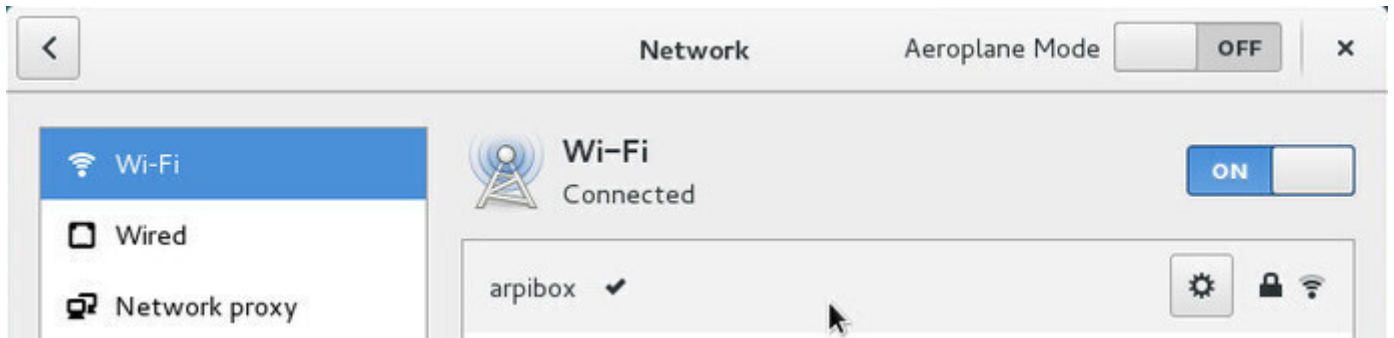 Network Aeroplane Mode OFF
Wi-Fi
Wired
Network proxy
Wi-Fi
Connected
ON
arpibox